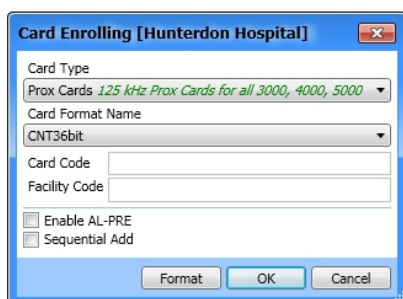 Card Enrolling [Hunterdon Hospital]
Card Type
Prox Cards 125 kHz Prox Cards for all 3000, 4000, 5000
Card Format Name
CNT36bit
Card Code
Facility Code
Enable AL-PRE
Sequential Add
Format OK Cancel